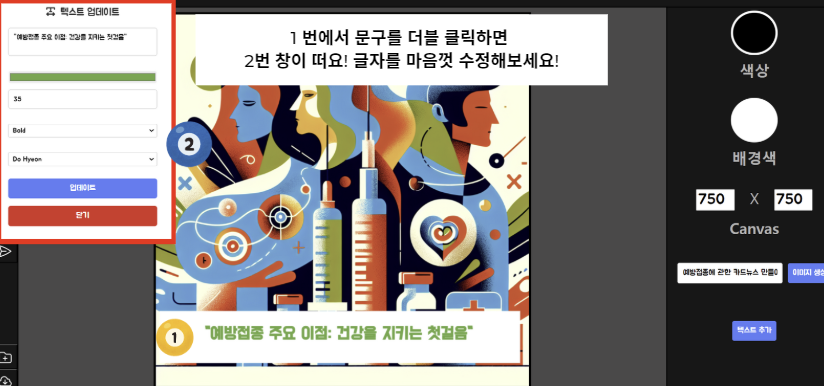 텍스트 업데이트
"예방접종 주요 이점: 건강을 지키는 첫걸음"
35
Bold
Do Hyeon
업데이트
닫기
2
1 번에서 문구를 더블 클릭하면
2번 창이 떠요! 글자를 마음껏 수정해보세요!
1
"예방접종 주요 이점: 건강을 지키는 첫걸음"
색상
배경색
750 X 750
Canvas
예방접종에 관한 카드뉴스 만들
이미지 생
텍스트 추가